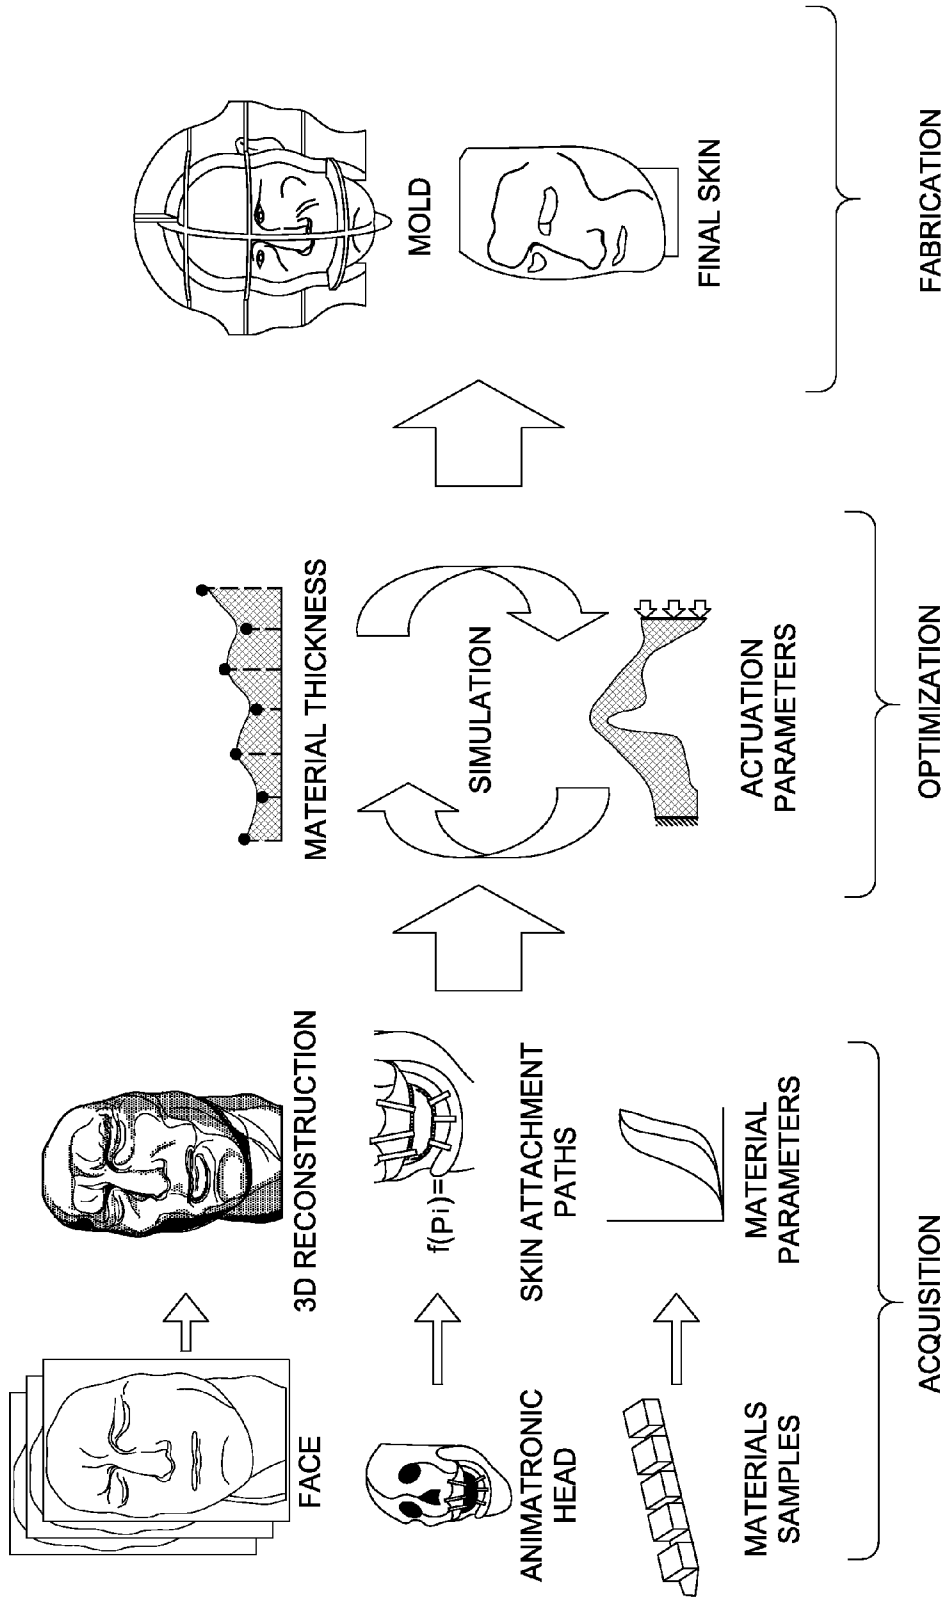 FACE
3D RECONSTRUCTION
ANIMATRONIC
HEAD
f(Pi)=
SKIN ATTACHMENT
PATHS
MATERIALS
SAMPLES
MATERIAL
PARAMETERS
ACQUISITION
MATERIAL THICKNESS
SIMULATION
ACTUATION
PARAMETERS
OPTIMIZATION
MOLD
FINAL SKIN
FABRICATION